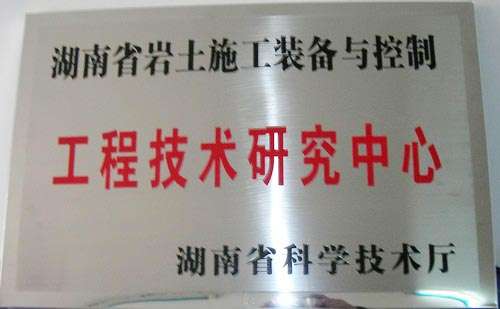 湖南省岩土施工装备与控制
工程技术研究中心
湖南省科学技术厅